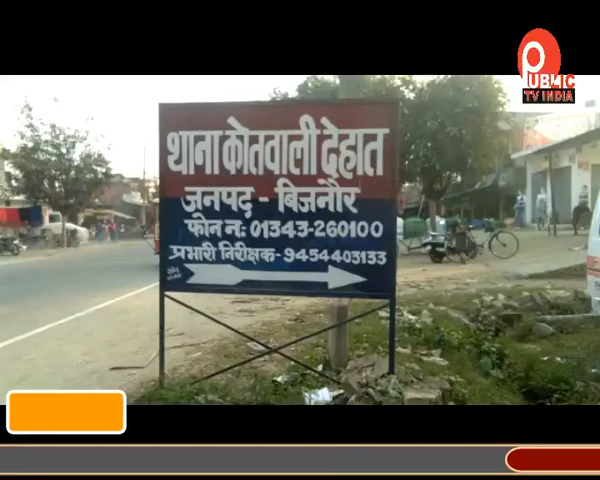 PUBLIC
TV INDIA
थाना कोतवाली देहात
जनपद - बिजनौर
फोन नं: 01343-260100
प्रभारी निरीक्षक - 9454403133